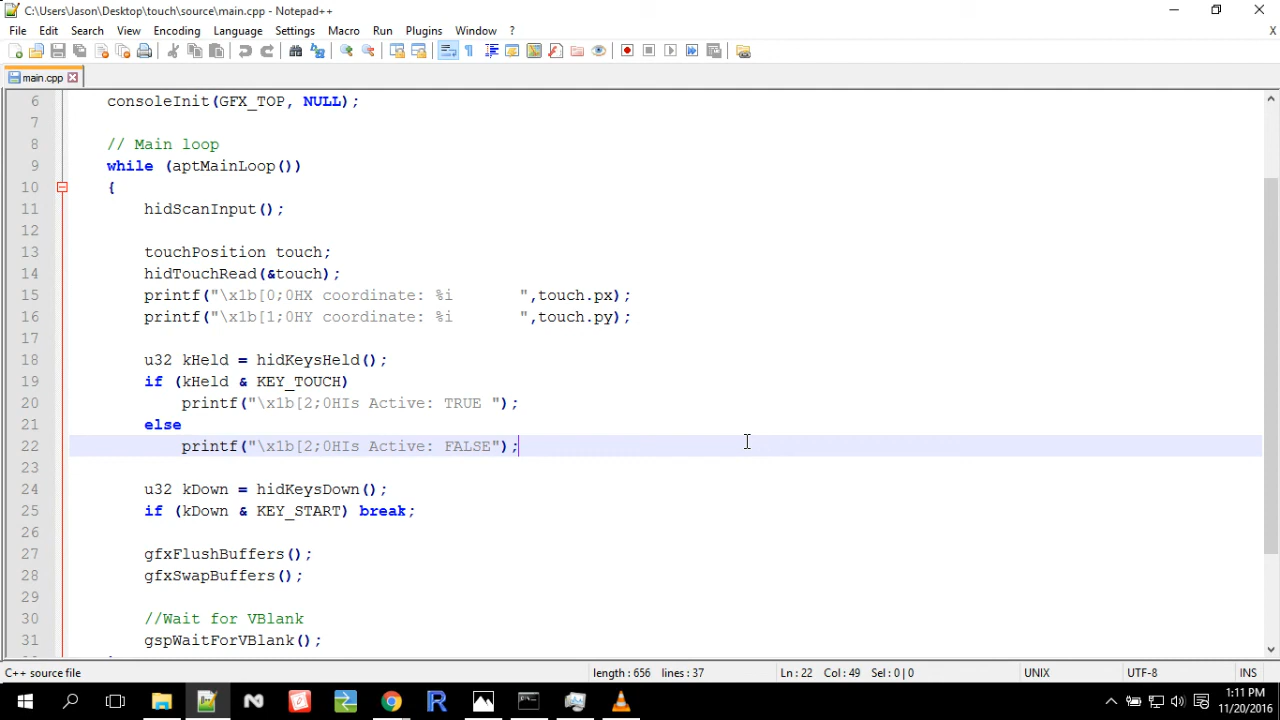 C:\Users\Jason\Desktop\touch\source\main.cpp - Notepad++
File Edit Search View Encoding Language Settings Macro Run Plugins Window ? X
main.cpp
6 consoleInit(GFX_TOP, NULL);
7
8 // Main loop
9 while (aptMainLoop())
10 {
11 hidScanInput();
12
13 touchPosition touch;
14 hidTouchRead(&touch);
15 printf("\x1b[0;0HX coordinate: %i       ",touch.px);
16 printf("\x1b[1;0HY coordinate: %i       ",touch.py);
17
18 u32 kHeld = hidKeysHeld();
19 if (kHeld & KEY_TOUCH)
20 printf("\x1b[2;0HIs Active: TRUE ");
21 else
22 printf("\x1b[2;0HIs Active: FALSE");
23
24 u32 kDown = hidKeysDown();
25 if (kDown & KEY_START) break;
26
27 gfxFlushBuffers();
28 gfxSwapBuffers();
29
30 //Wait for VBlank
31 gspWaitForVBlank();
C++ source file length : 656 lines : 37 Ln : 22 Col : 49 Sel : 0 | 0 UNIX UTF-8 INS
1:11 PM
11/20/2016